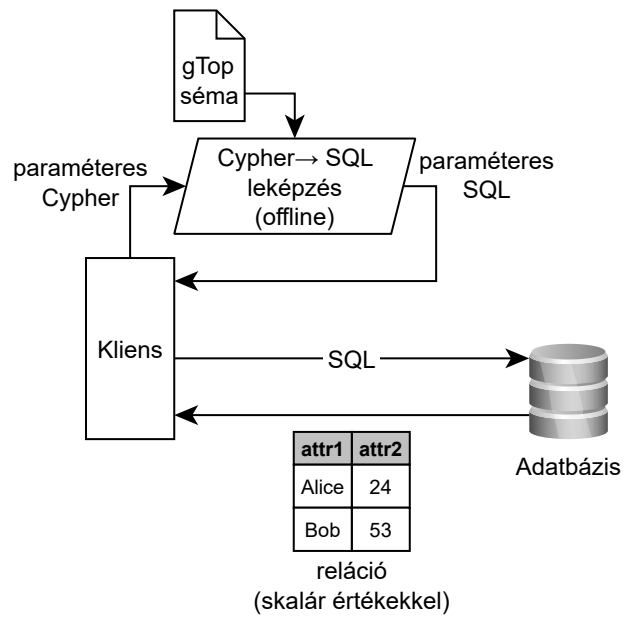 gTop
séma
Cypher→ SQL
leképzés
(offline)
paraméteres
Cypher
paraméteres
SQL
Kliens
SQL
Adatbázis
attr1 attr2
Alice 24
Bob 53
reláció
(skalár értékekkel)